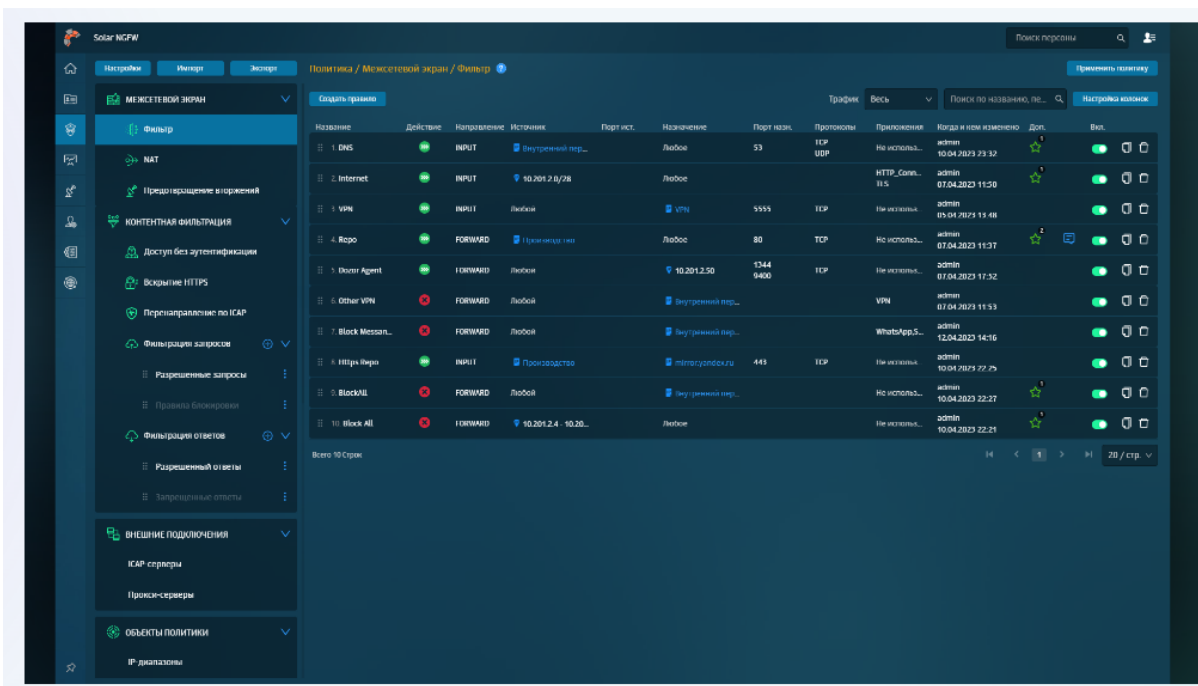 Solar NGFW
Поиск персоны
Настройки Импорт Экспорт
Политика / Межсетевой экран / Фильтр ?
Применить политику
МЕЖСЕТЕВОЙ ЭКРАН
Фильтр
NAT
Предотвращение вторжений
КОНТЕНТНАЯ ФИЛЬТРАЦИЯ
Доступ без аутентификации
Вскрытие HTTPS
Перенаправление по ICAP
Фильтрация запросов
Разрешенные запросы
Правила блокировки
Фильтрация ответов
Разрешенный ответы
Запрещенные ответы
ВНЕШНИЕ ПОДКЛЮЧЕНИЯ
ICAP-серверы
Прокси-серверы
ОБЪЕКТЫ ПОЛИТИКИ
IP-диапазоны
Создать правило
Трафик Весь Поиск по названию, пе... Настройка колонок
Название Действие Направление Источник Порт ист. Назначение Порт назн. Протоколы Приложения Когда и кем изменено Доп. Вкл.
1. DNS INPUT Внутренний пер... Любое 53 TCP UDP Не использ... admin 10.04.2023 23:32 1
2. Internet INPUT 10.201.2.0/28 Любое HTTP_Conn... TLS admin 07.04.2023 11:50 1
3. VPN INPUT Любой VPN 5555 TCP Не использ... admin 05.04.2023 13:48
4. Repo FORWARD Производство Любое 80 TCP Не использ... admin 07.04.2023 11:37 2
5. Dozor Agent FORWARD Любой 10.201.2.50 1344 9400 TCP Не использ... admin 07.04.2023 17:52
6. Other VPN FORWARD Любой Внутренний пер... VPN admin 07.04.2023 11:53
7. Block Messan... FORWARD Любой Внутренний пер... WhatsApp,S... admin 12.04.2023 14:16
8. Https Repo INPUT Производство mirror.yandex.ru 443 TCP Не использ... admin 10.04.2023 22:25
9. BlockAll FORWARD Любой Внутренний пер... Не использ... admin 10.04.2023 22:27 1
10. Block All FORWARD 10.201.2.4 - 10.20... Любое Не использ... admin 10.04.2023 22:21 1
Всего 10 Строк
1 20 / стр.